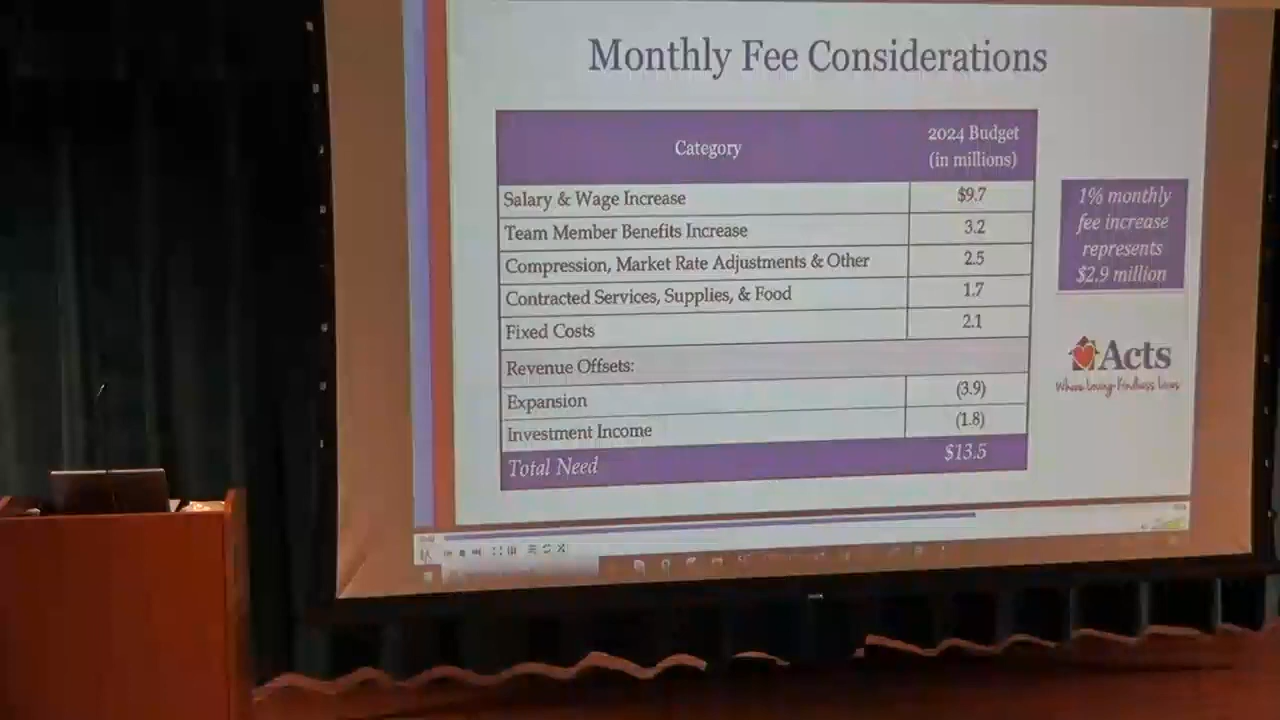 Monthly Fee Considerations
Category
2024 Budget
(in millions)
Salary & Wage Increase $9.7
Team Member Benefits Increase 3.2
Compression, Market Rate Adjustments & Other 2.5
Contracted Services, Supplies, & Food 1.7
Fixed Costs 2.1
Revenue Offsets:
Expansion (3.9)
Investment Income (1.8)
Total Need $13.5
1% monthly
fee increase
represents
$2.9 million
Acts
Where Loving-Kindness Lives